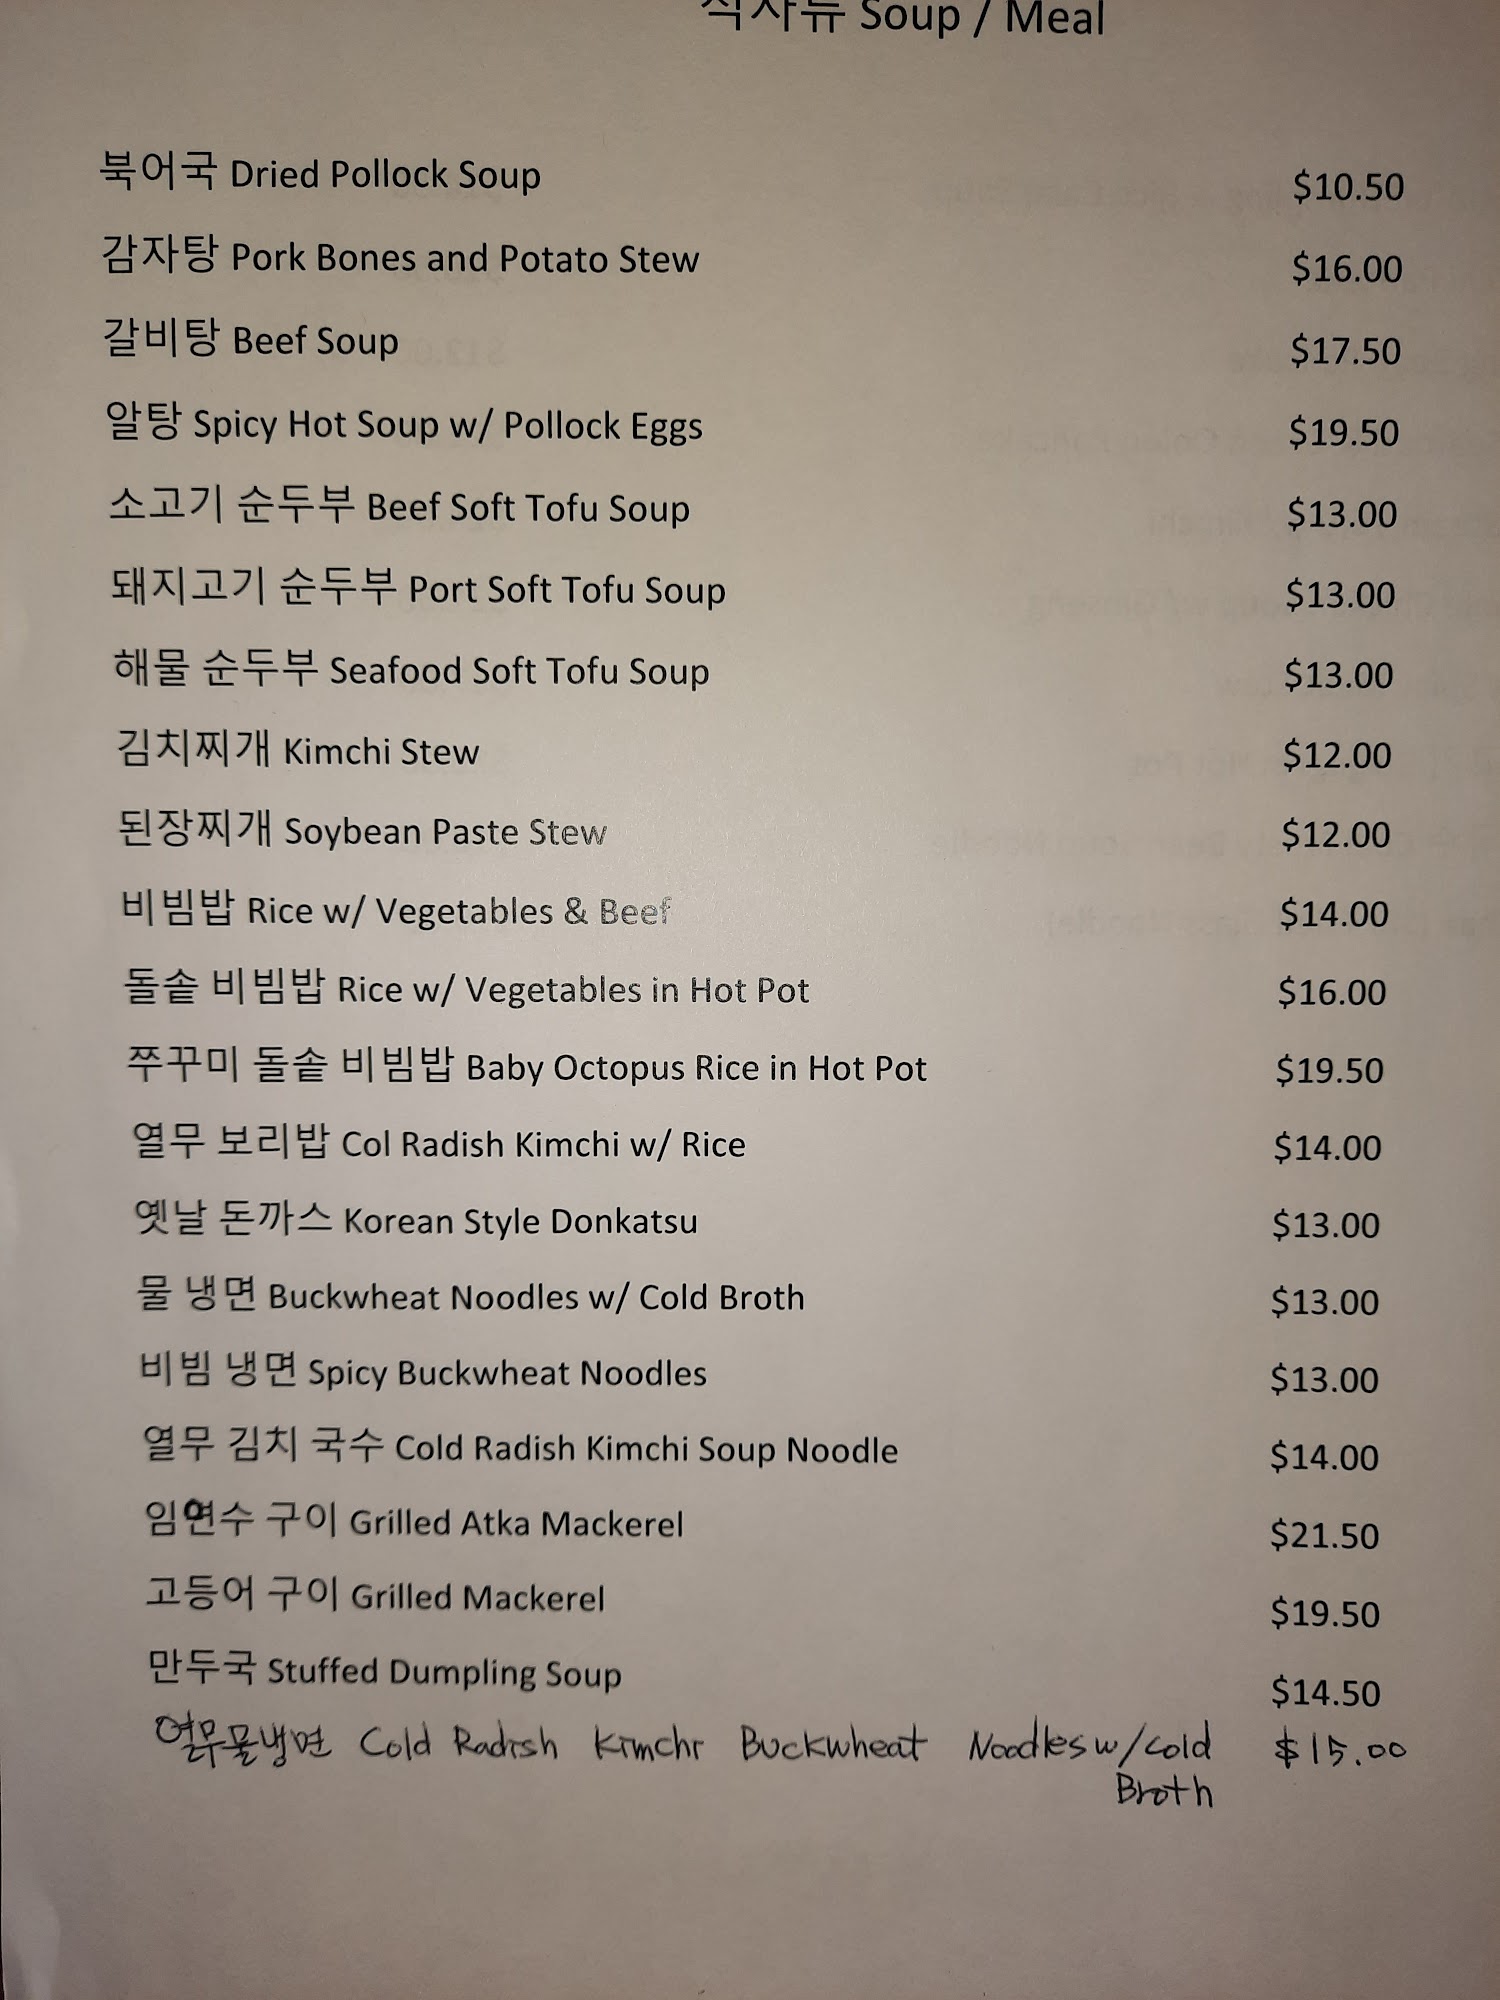 식사류 Soup / Meal
북어국 Dried Pollock Soup $10.50
감자탕 Pork Bones and Potato Stew $16.00
갈비탕 Beef Soup $17.50
알탕 Spicy Hot Soup w/ Pollock Eggs $19.50
소고기 순두부 Beef Soft Tofu Soup $13.00
돼지고기 순두부 Port Soft Tofu Soup $13.00
해물 순두부 Seafood Soft Tofu Soup $13.00
김치찌개 Kimchi Stew $12.00
된장찌개 Soybean Paste Stew $12.00
비빔밥 Rice w/ Vegetables & Beef $14.00
돌솥 비빔밥 Rice w/ Vegetables in Hot Pot $16.00
쭈꾸미 돌솥 비빔밥 Baby Octopus Rice in Hot Pot $19.50
열무 보리밥 Col Radish Kimchi w/ Rice $14.00
옛날 돈까스 Korean Style Donkatsu $13.00
물 냉면 Buckwheat Noodles w/ Cold Broth $13.00
비빔 냉면 Spicy Buckwheat Noodles $13.00
열무 김치 국수 Cold Radish Kimchi Soup Noodle $14.00
임연수 구이 Grilled Atka Mackerel $21.50
고등어 구이 Grilled Mackerel $19.50
만두국 Stuffed Dumpling Soup $14.50
열무물냉면 Cold Radish Kimchi Buckwheat Noodles w/ Cold $15.00
Broth